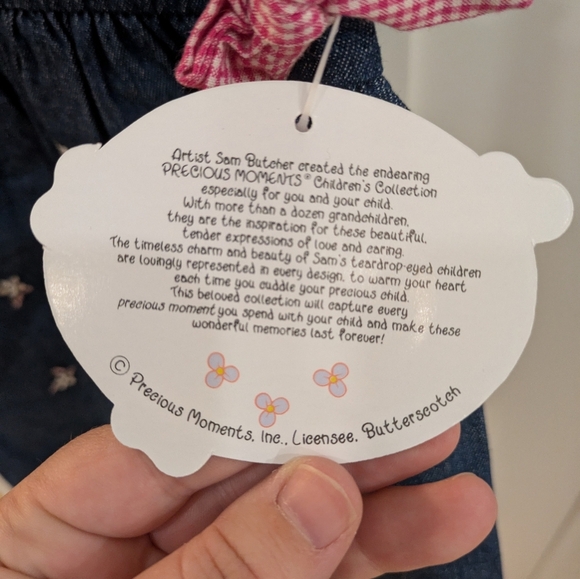 Artist Sam Butcher created the endearing
PRECIOUS MOMENTS® Children's Collection
especially for you and your child.
With more than a dozen grandchildren,
they are the inspiration for these beautiful,
tender expressions of love and caring.
The timeless charm and beauty of Sam's teardrop-eyed children
are lovingly represented in every design, to warm your heart
each time you cuddle your precious child.
This beloved collection will capture every
precious moment you spend with your child and make these
wonderful memories last forever!
© Precious Moments, Inc., Licensee, Butterscotch